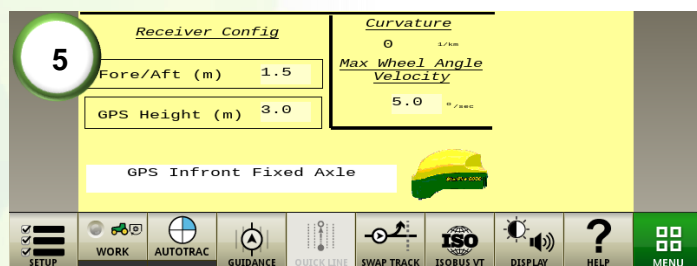 5
Receiver Config
Fore/Aft (m) 1.5
GPS Height (m) 3.0
Curvature
0 1/km
Max Wheel Angle
Velocity
5.0 °/sec
GPS Infront Fixed Axle
SETUP
WORK
AUTOTRAC
GUIDANCE
QUICK LINE
SWAP TRACK
ISO
ISOBUS VT
DISPLAY
?
HELP
MENU